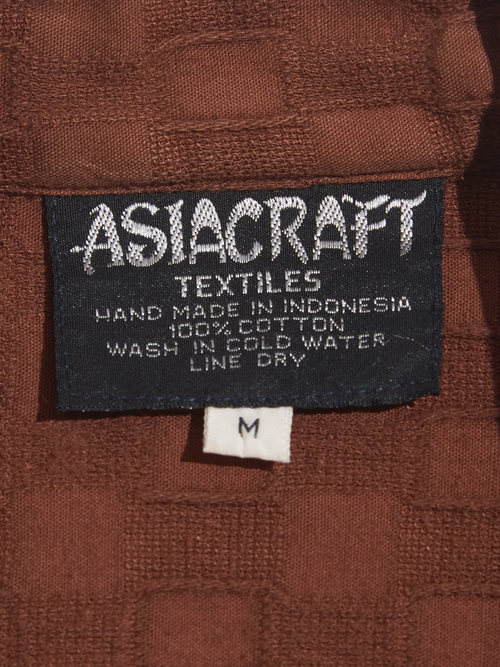 ASIACRAFT
TEXTILES
HAND MADE IN INDONESIA
100% COTTON
WASH IN COLD WATER
LINE DRY
M